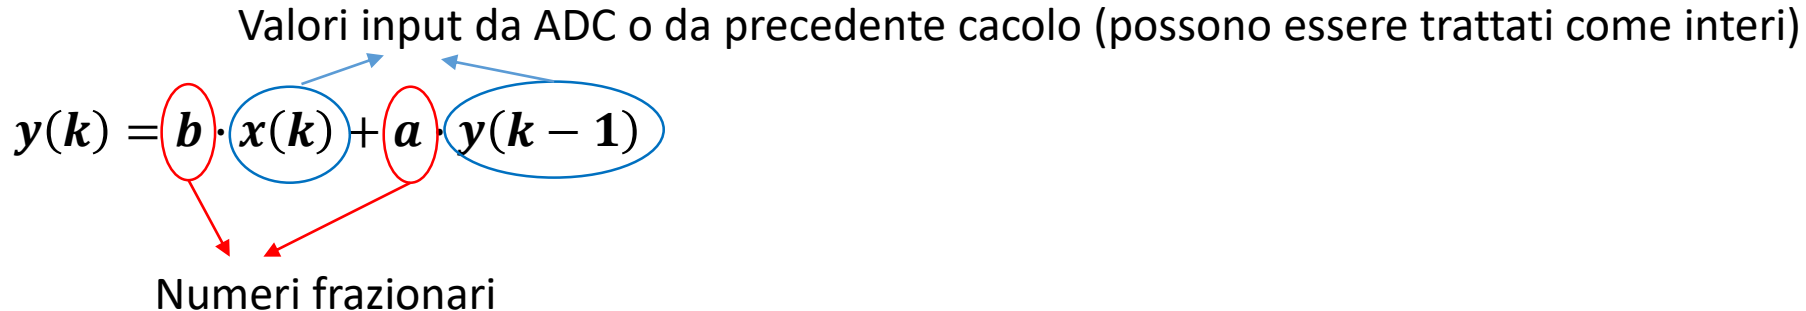 Valori input da ADC o da precedente cacolo (possono essere trattati come interi)
y(k) = b · x(k) + a · y(k − 1)
Numeri frazionari